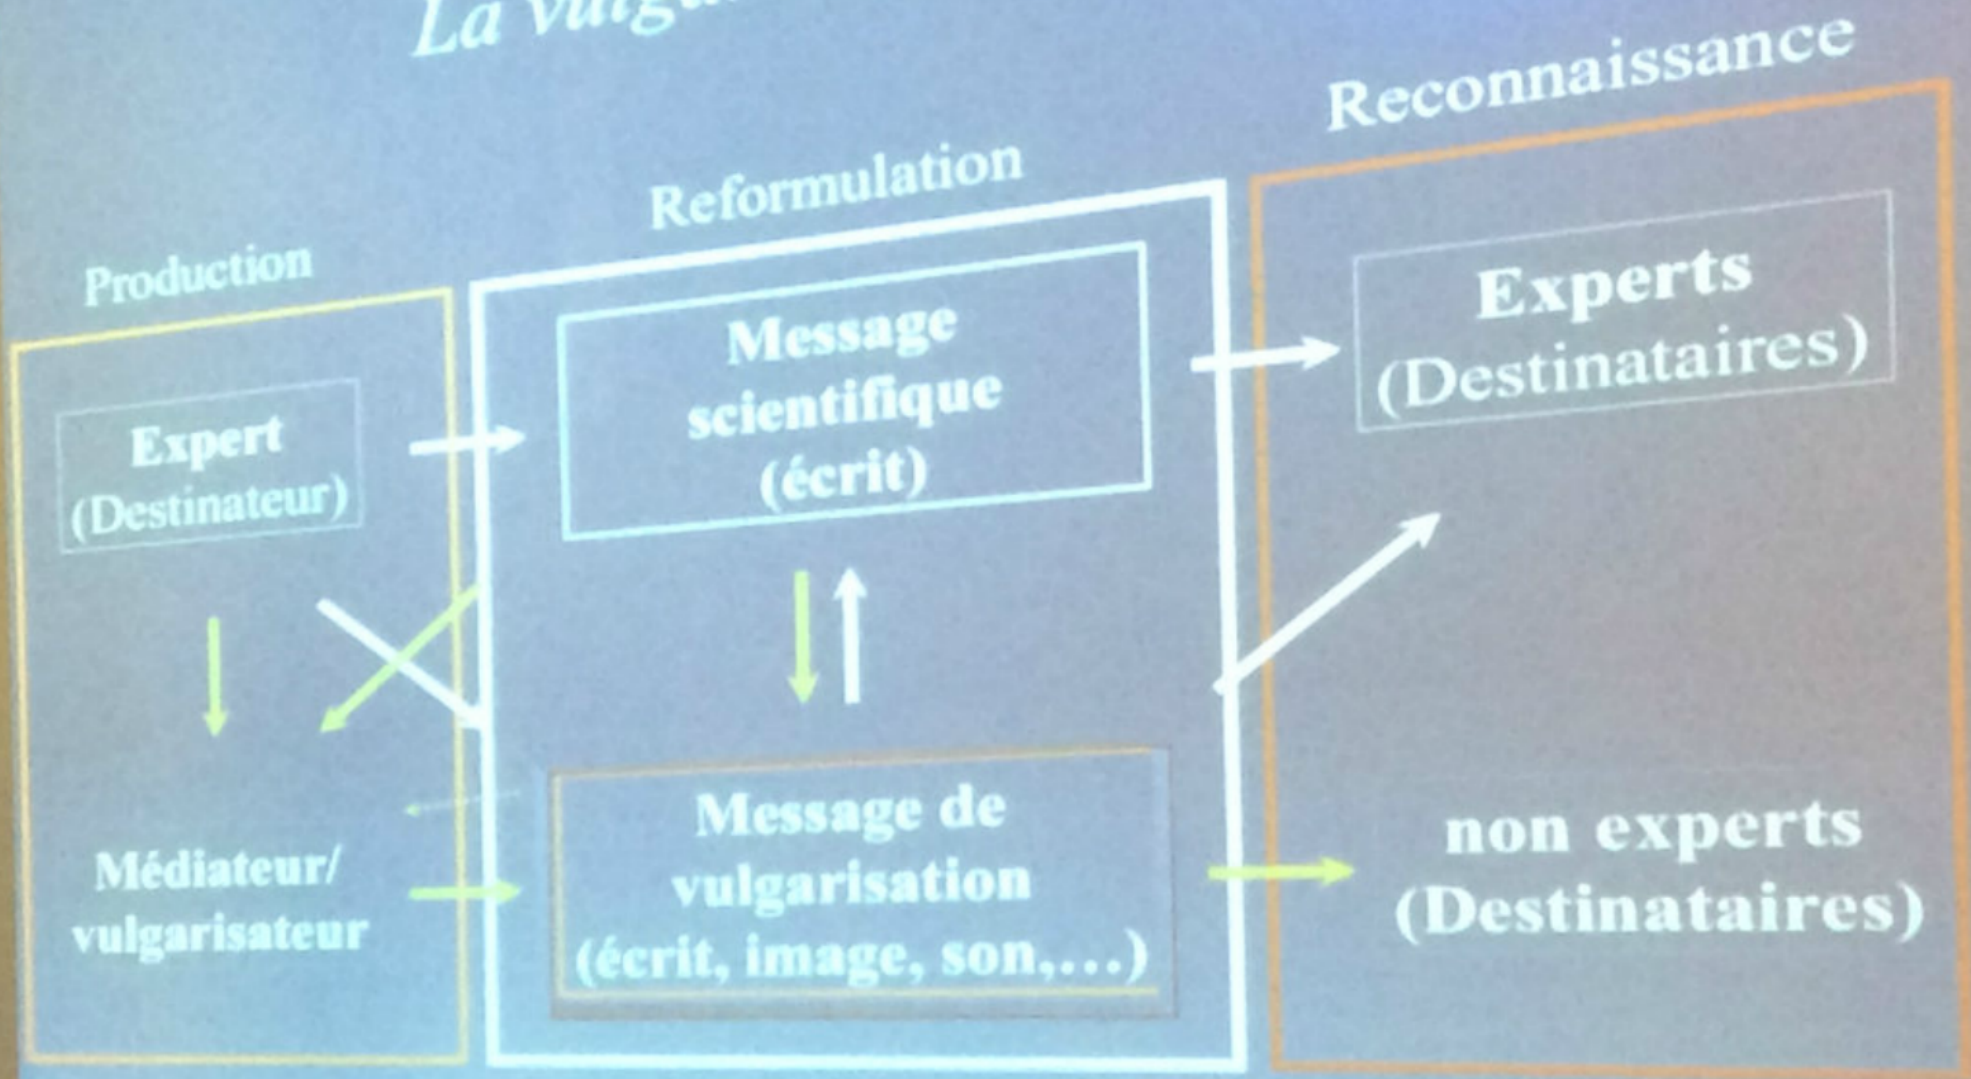 La
Production
Reformulation
Reconnaissance
Expert
(Destinateur)
Médiateur/
vulgarisateur
Message
scientifique
(écrit)
Message de
vulgarisation
(écrit, image, son,...)
Experts
(Destinataires)
non experts
(Destinataires)